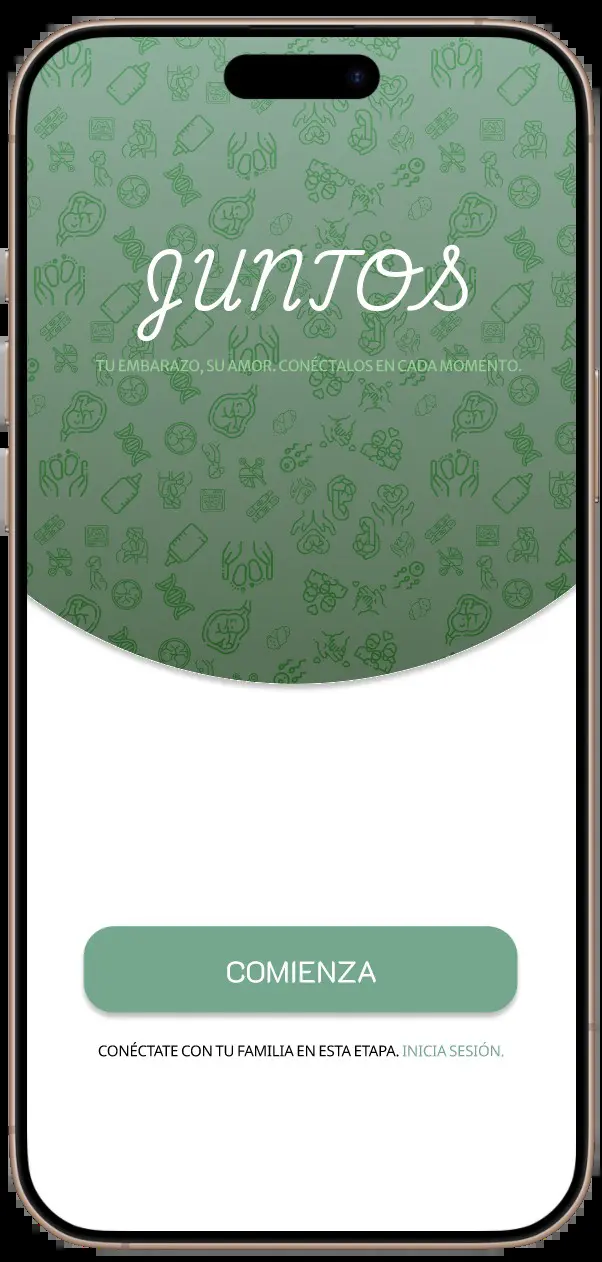 JUNTOS
TU EMBARAZO, SU AMOR. CONÉCTALOS EN CADA MOMENTO.
COMIENZA
CONÉCTATE CON TU FAMILIA EN ESTA ETAPA. INICIA SESIÓN.